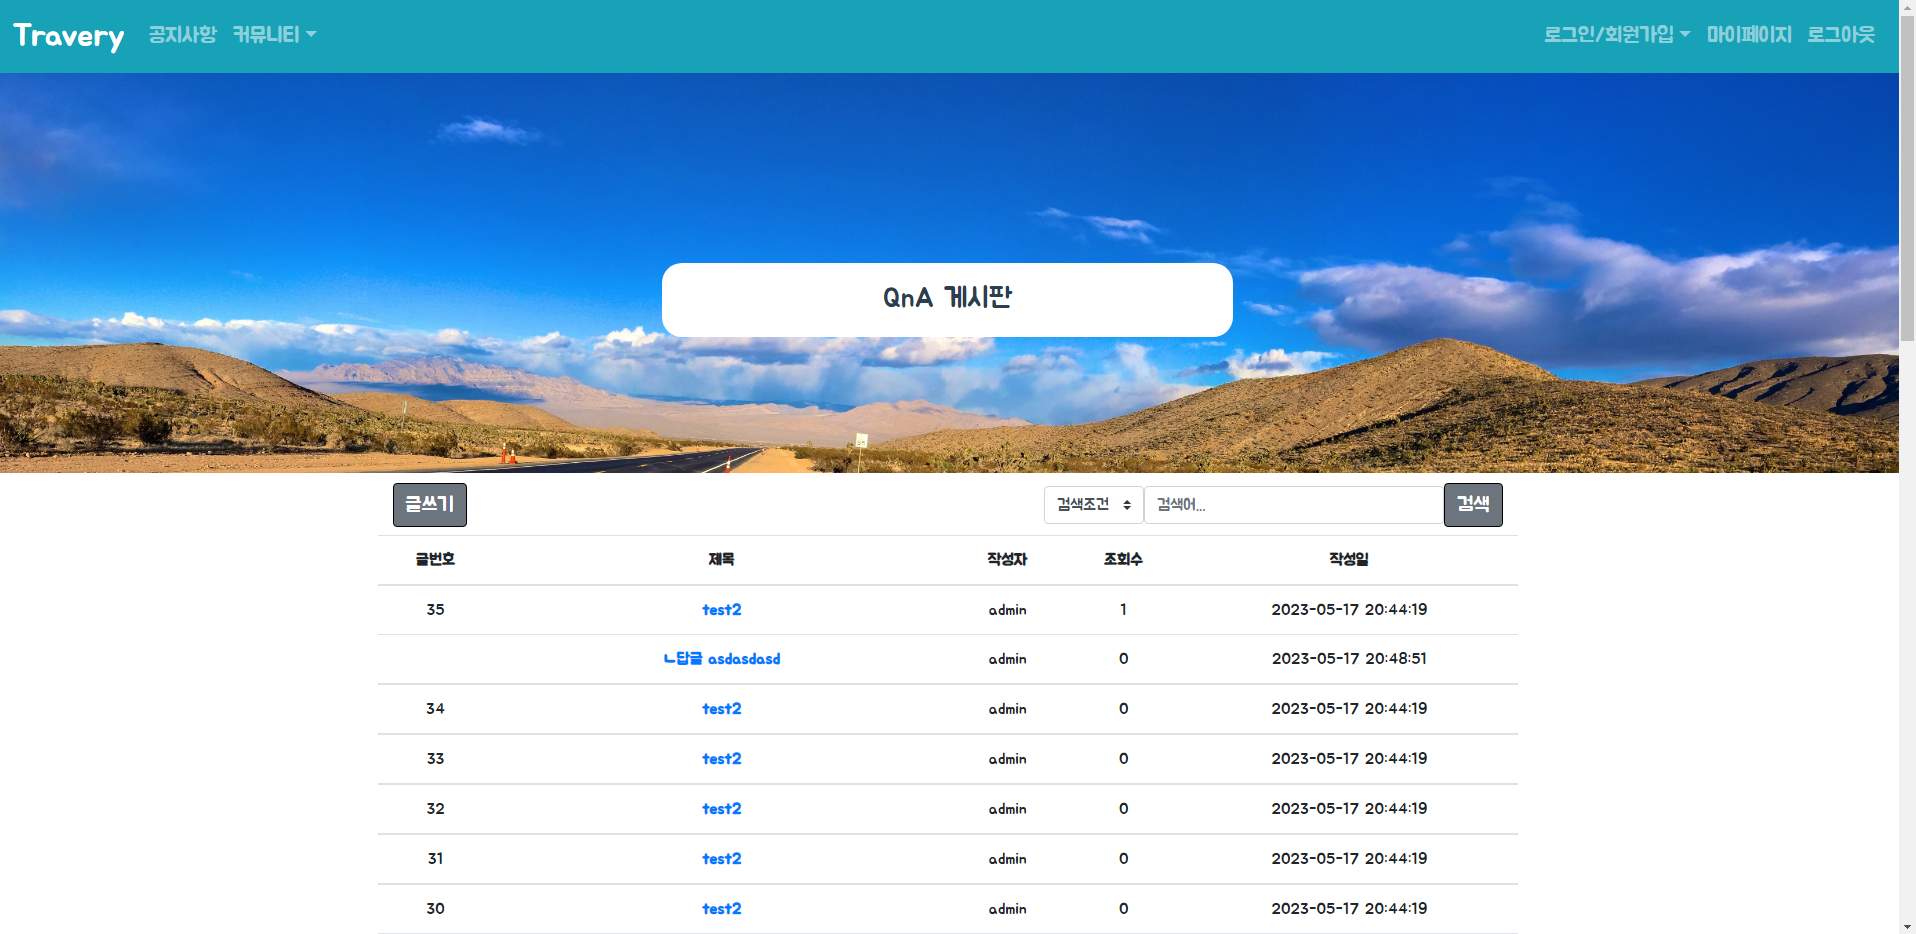 Travery 공지사항 커뮤니티 로그인/회원가입 마이페이지 로그아웃
QnA 게시판
글쓰기 검색조건 검색어... 검색
글번호 제목 작성자 조회수 작성일
35 test2 admin 1 2023-05-17 20:44:19
ㄴ답글 asdasdasd admin 0 2023-05-17 20:48:51
34 test2 admin 0 2023-05-17 20:44:19
33 test2 admin 0 2023-05-17 20:44:19
32 test2 admin 0 2023-05-17 20:44:19
31 test2 admin 0 2023-05-17 20:44:19
30 test2 admin 0 2023-05-17 20:44:19